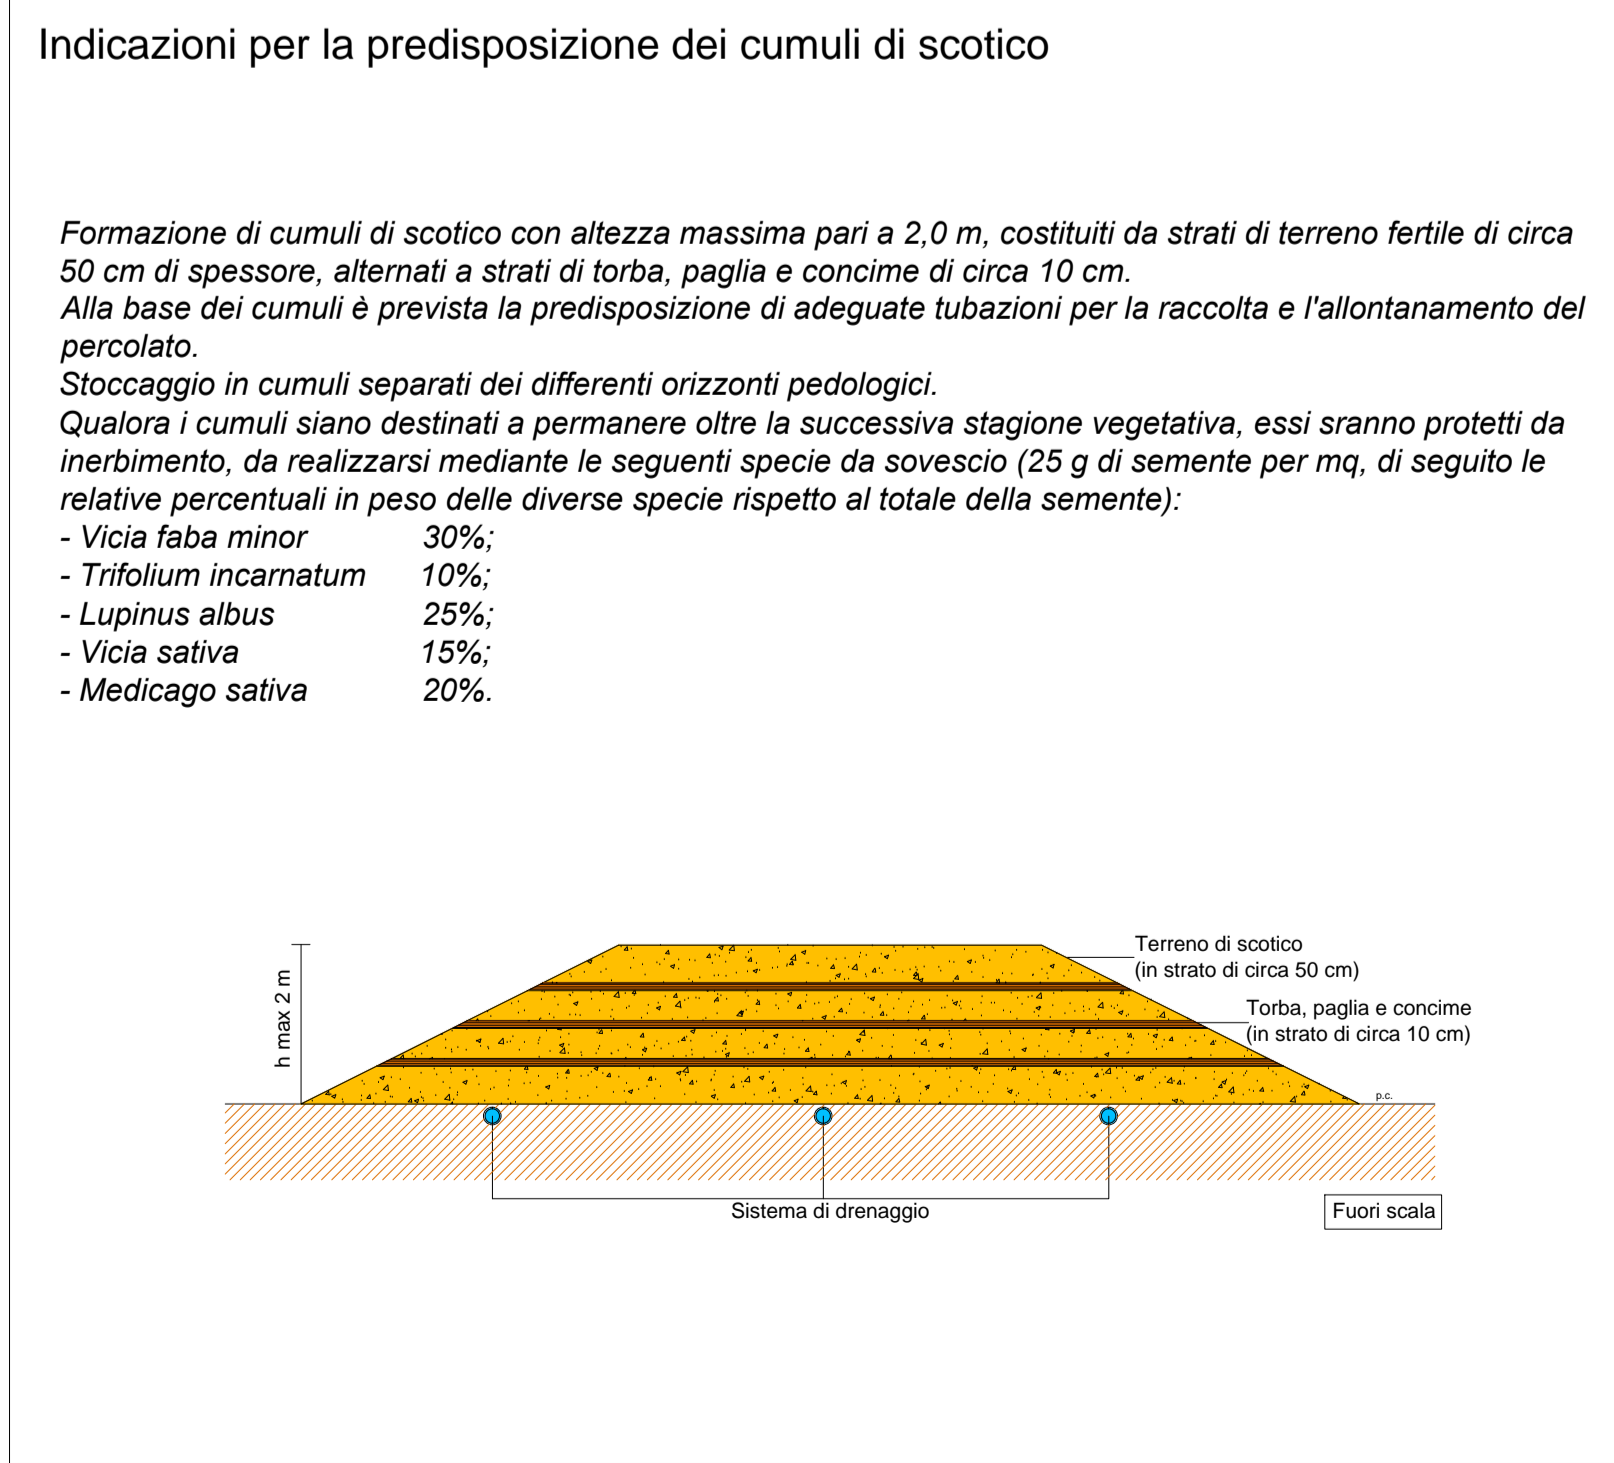 Indicazioni per la predisposizione dei cumuli di scotico
Formazione di cumuli di scotico con altezza massima pari a 2,0 m, costituiti da strati di terreno fertile di circa
50 cm di spessore, alternati a strati di torba, paglia e concime di circa 10 cm.
Alla base dei cumuli è prevista la predisposizione di adeguate tubazioni per la raccolta e l'allontanamento del
percolato.
Stoccaggio in cumuli separati dei differenti orizzonti pedologici.
Qualora i cumuli siano destinati a permanere oltre la successiva stagione vegetativa, essi sranno protetti da
inerbimento, da realizzarsi mediante le seguenti specie da sovescio (25 g di semente per mq, di seguito le
relative percentuali in peso delle diverse specie rispetto al totale della semente):
- Vicia faba minor 30%;
- Trifolium incarnatum 10%;
- Lupinus albus 25%;
- Vicia sativa 15%;
- Medicago sativa 20%.
h max 2 m
Terreno di scotico
(in strato di circa 50 cm)
Torba, paglia e concime
(in strato di circa 10 cm)
p.c.
Sistema di drenaggio
Fuori scala